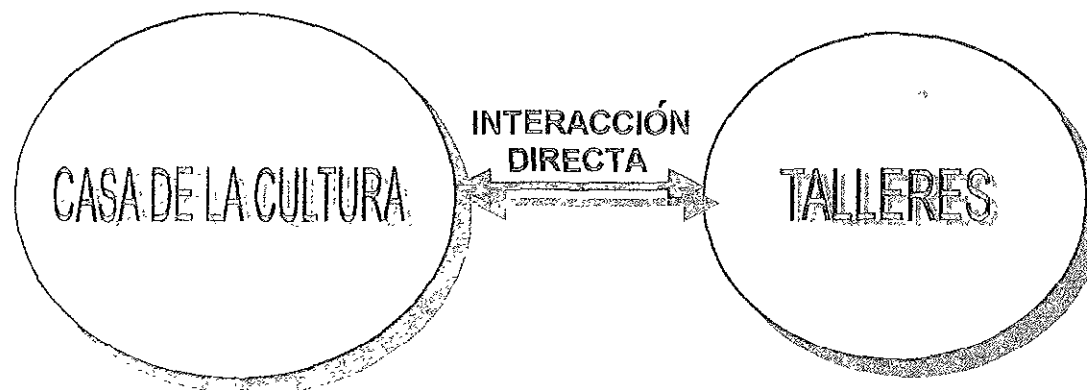 CASA DE LA CULTURA
INTERACCIÓN
DIRECTA
TALLERES